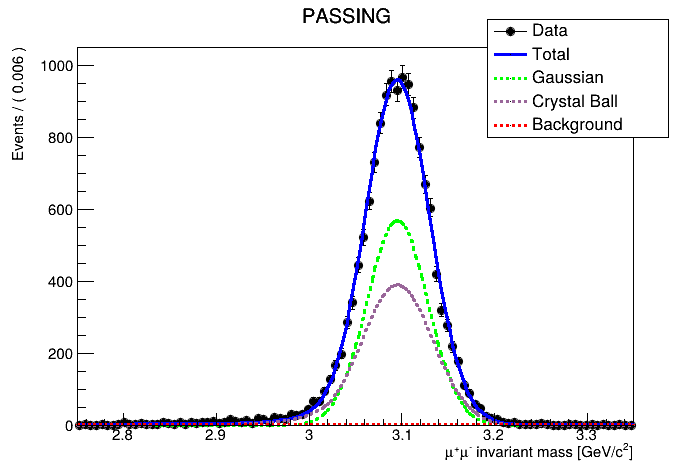 PASSING
Data
Total
Gaussian
Crystal Ball
Background
Events / ( 0.006 )
1000
800
600
400
200
0
2.8 2.9 3 3.1 3.2 3.3
μ⁺μ⁻ invariant mass [GeV/c²]